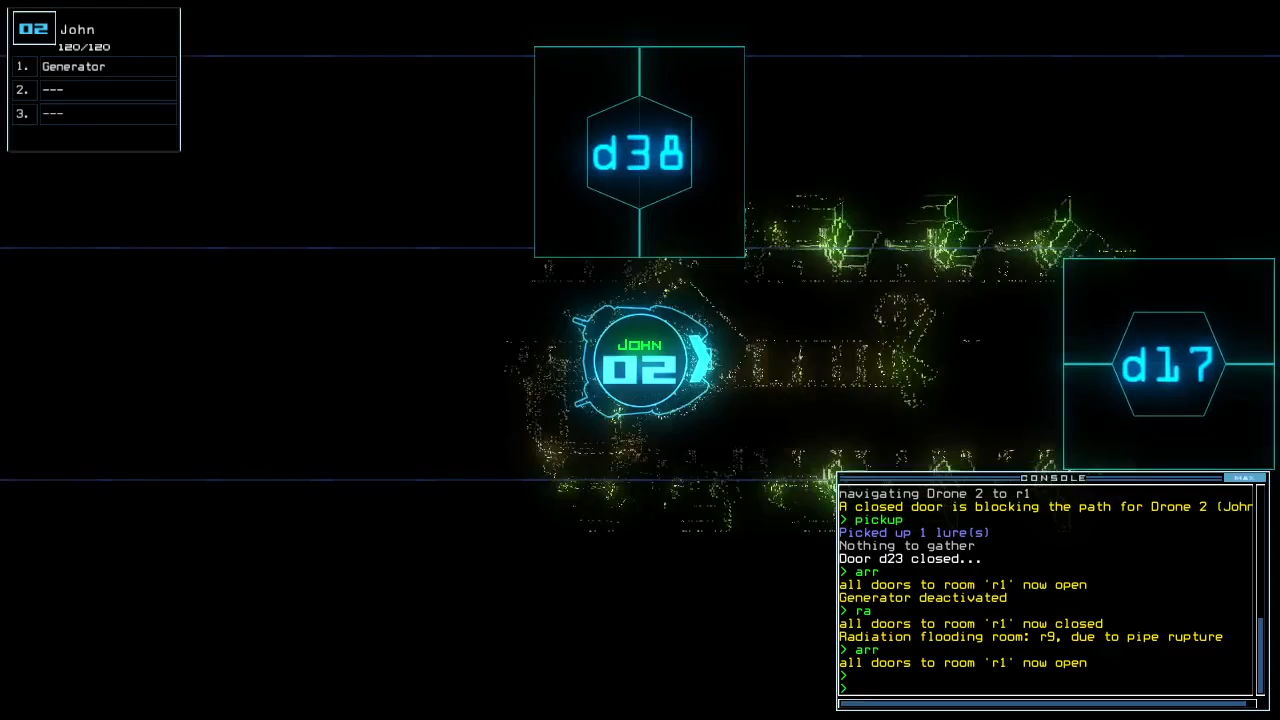 02 John
120/120
1. Generator
2. ---
3. ---
d38
JOHN
02
d17
CONSOLE
MAX
navigating Drone 2 to r1
A closed door is blocking the path for Drone 2 (John
> pickup
Picked up 1 lure(s)
Nothing to gather
Door d23 closed...
> arr
all doors to room 'r1' now open
Generator deactivated
> ra
all doors to room 'r1' now closed
Radiation flooding room: r9, due to pipe rupture
> arr
all doors to room 'r1' now open
>
>